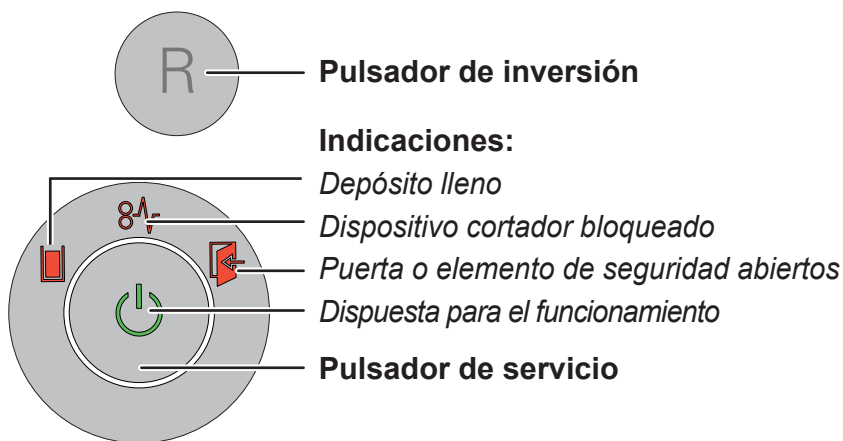 R
Pulsador de inversión
Indicaciones:
Depósito lleno
Dispositivo cortador bloqueado
Puerta o elemento de seguridad abiertos
Dispuesta para el funcionamiento
Pulsador de servicio